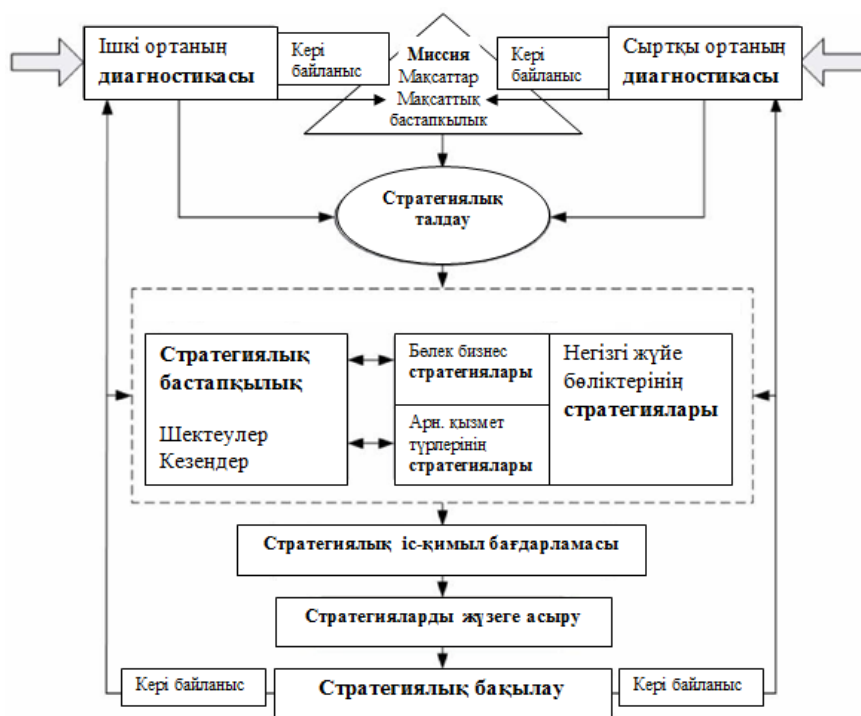 Ішкі ортаның
диагностикасы
Кері
байланыс
Миссия
Мақсаттар
Мақсаттық
бастапқылық
Кері
байланыс
Сыртқы ортаның
диагностикасы
Стратегиялық
талдау
Стратегиялық
бастапқылық
Шектеулер
Кезеңдер
Бөлек бизнес
стратегиялары
Арн. қызмет
түрлерінің
стратегиялары
Негізгі жүйе
бөліктерінің
стратегиялары
Стратегиялық іс-қимыл бағдарламасы
Стратегияларды жүзеге асыру
Кері байланыс
Стратегиялық бақылау
Кері байланыс